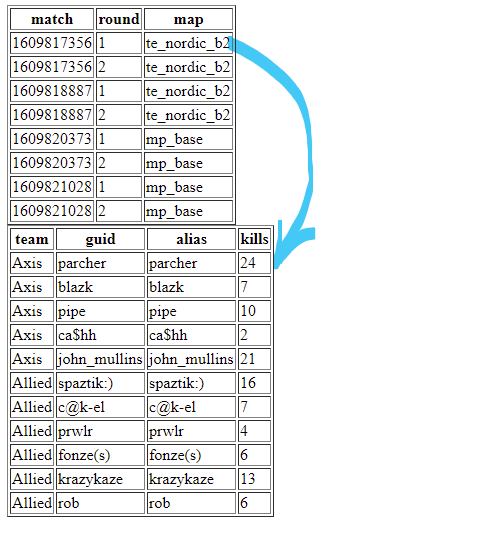 match round map
1609817356 1 te_nordic_b2
1609817356 2 te_nordic_b2
1609818887 1 te_nordic_b2
1609818887 2 te_nordic_b2
1609820373 1 mp_base
1609820373 2 mp_base
1609821028 1 mp_base
1609821028 2 mp_base
team guid alias kills
Axis parcher parcher 24
Axis blazk blazk 7
Axis pipe pipe 10
Axis ca$hh ca$hh 2
Axis john_mullins john_mullins 21
Allied spaztik:) spaztik:) 16
Allied c@k-el c@k-el 7
Allied prwlr prwlr 4
Allied fonze(s) fonze(s) 6
Allied krazykaze krazykaze 13
Allied rob rob 6